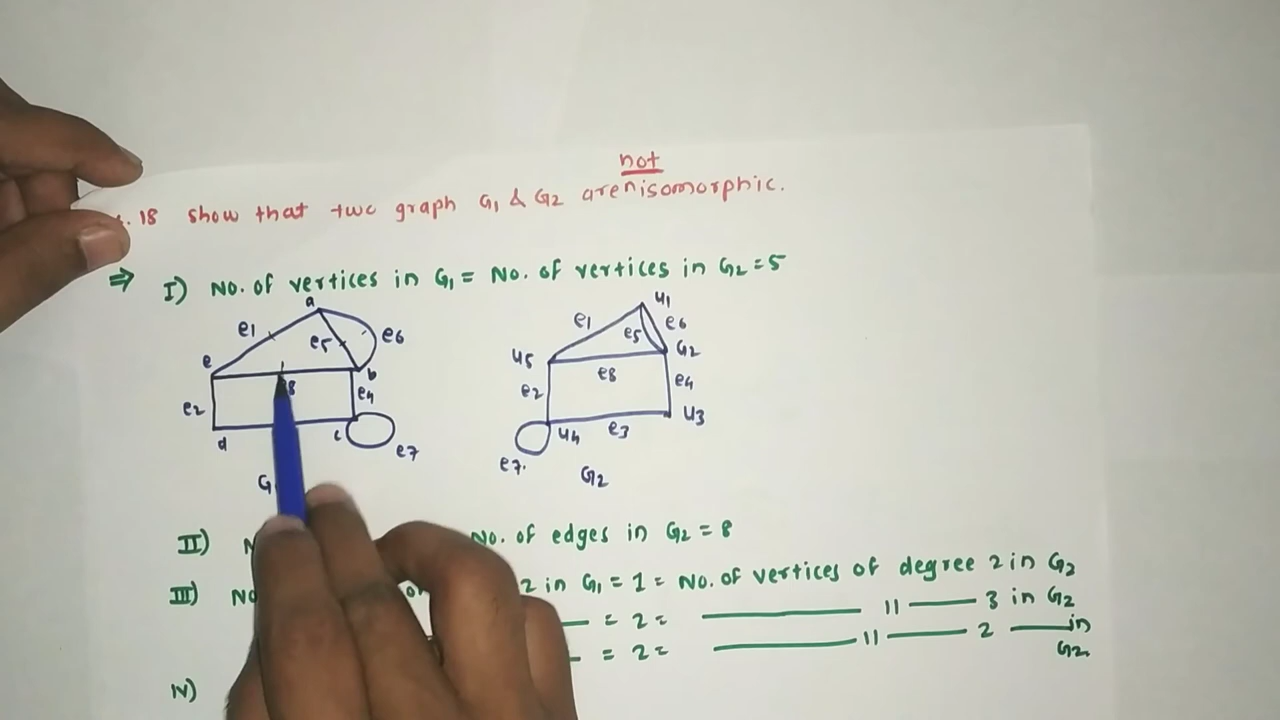 not
. 18 show that two graph G1 & G2 are isomorphic.
⇒ I) No. of vertices in G1 = No. of vertices in G2 = 5
a
e1
e5
e6
e
b
e8
e2
e4
d
c
e7
G
u1
e1
e5
e6
u5
G2
e8
e2
e4
u4
e3
u3
e7.
G2
II) No. of edges in G2 = 8
III) No 2 in G1 = 1 = No. of vertices of degree 2 in G2
= 2 = 〃 3 in G2
= 2 = 〃 2 in G2
IV)